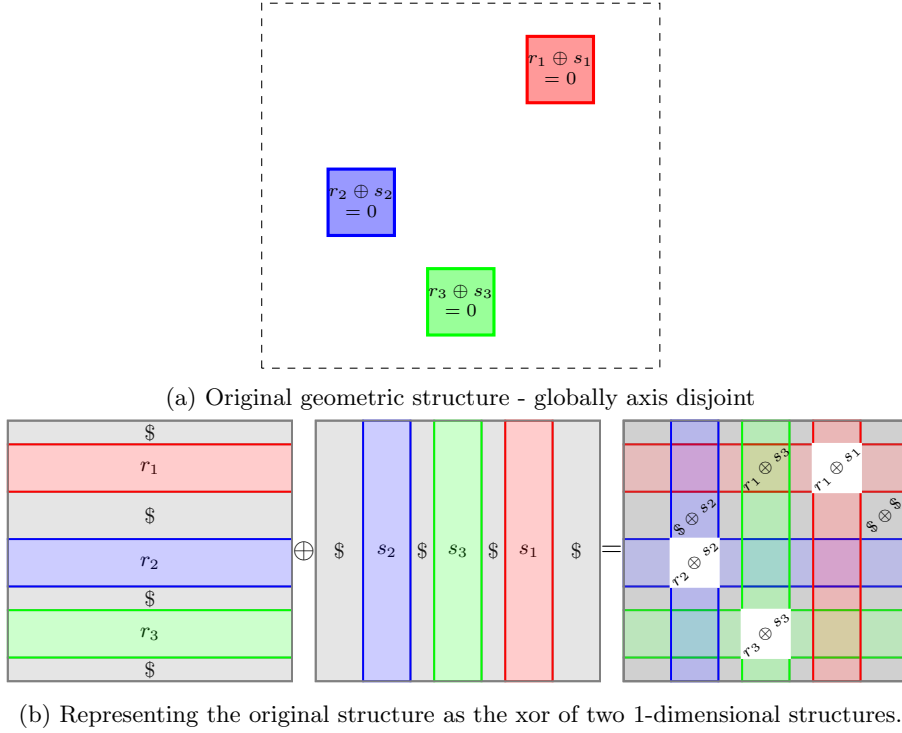 r₁ ⊕ s₁
= 0
r₂ ⊕ s₂
= 0
r₃ ⊕ s₃
= 0
(a) Original geometric structure - globally axis disjoint
$
r₁
$
r₂
$
r₃
$
⊕
$ s₂ $ s₃ $ s₁ $
=
r₁ ⊕ s₃
r₁ ⊕ s₁
$ ⊕ s₂
$ ⊕ $
r₂ ⊕ s₂
r₃ ⊕ s₃
(b) Representing the original structure as the xor of two 1-dimensional structures.